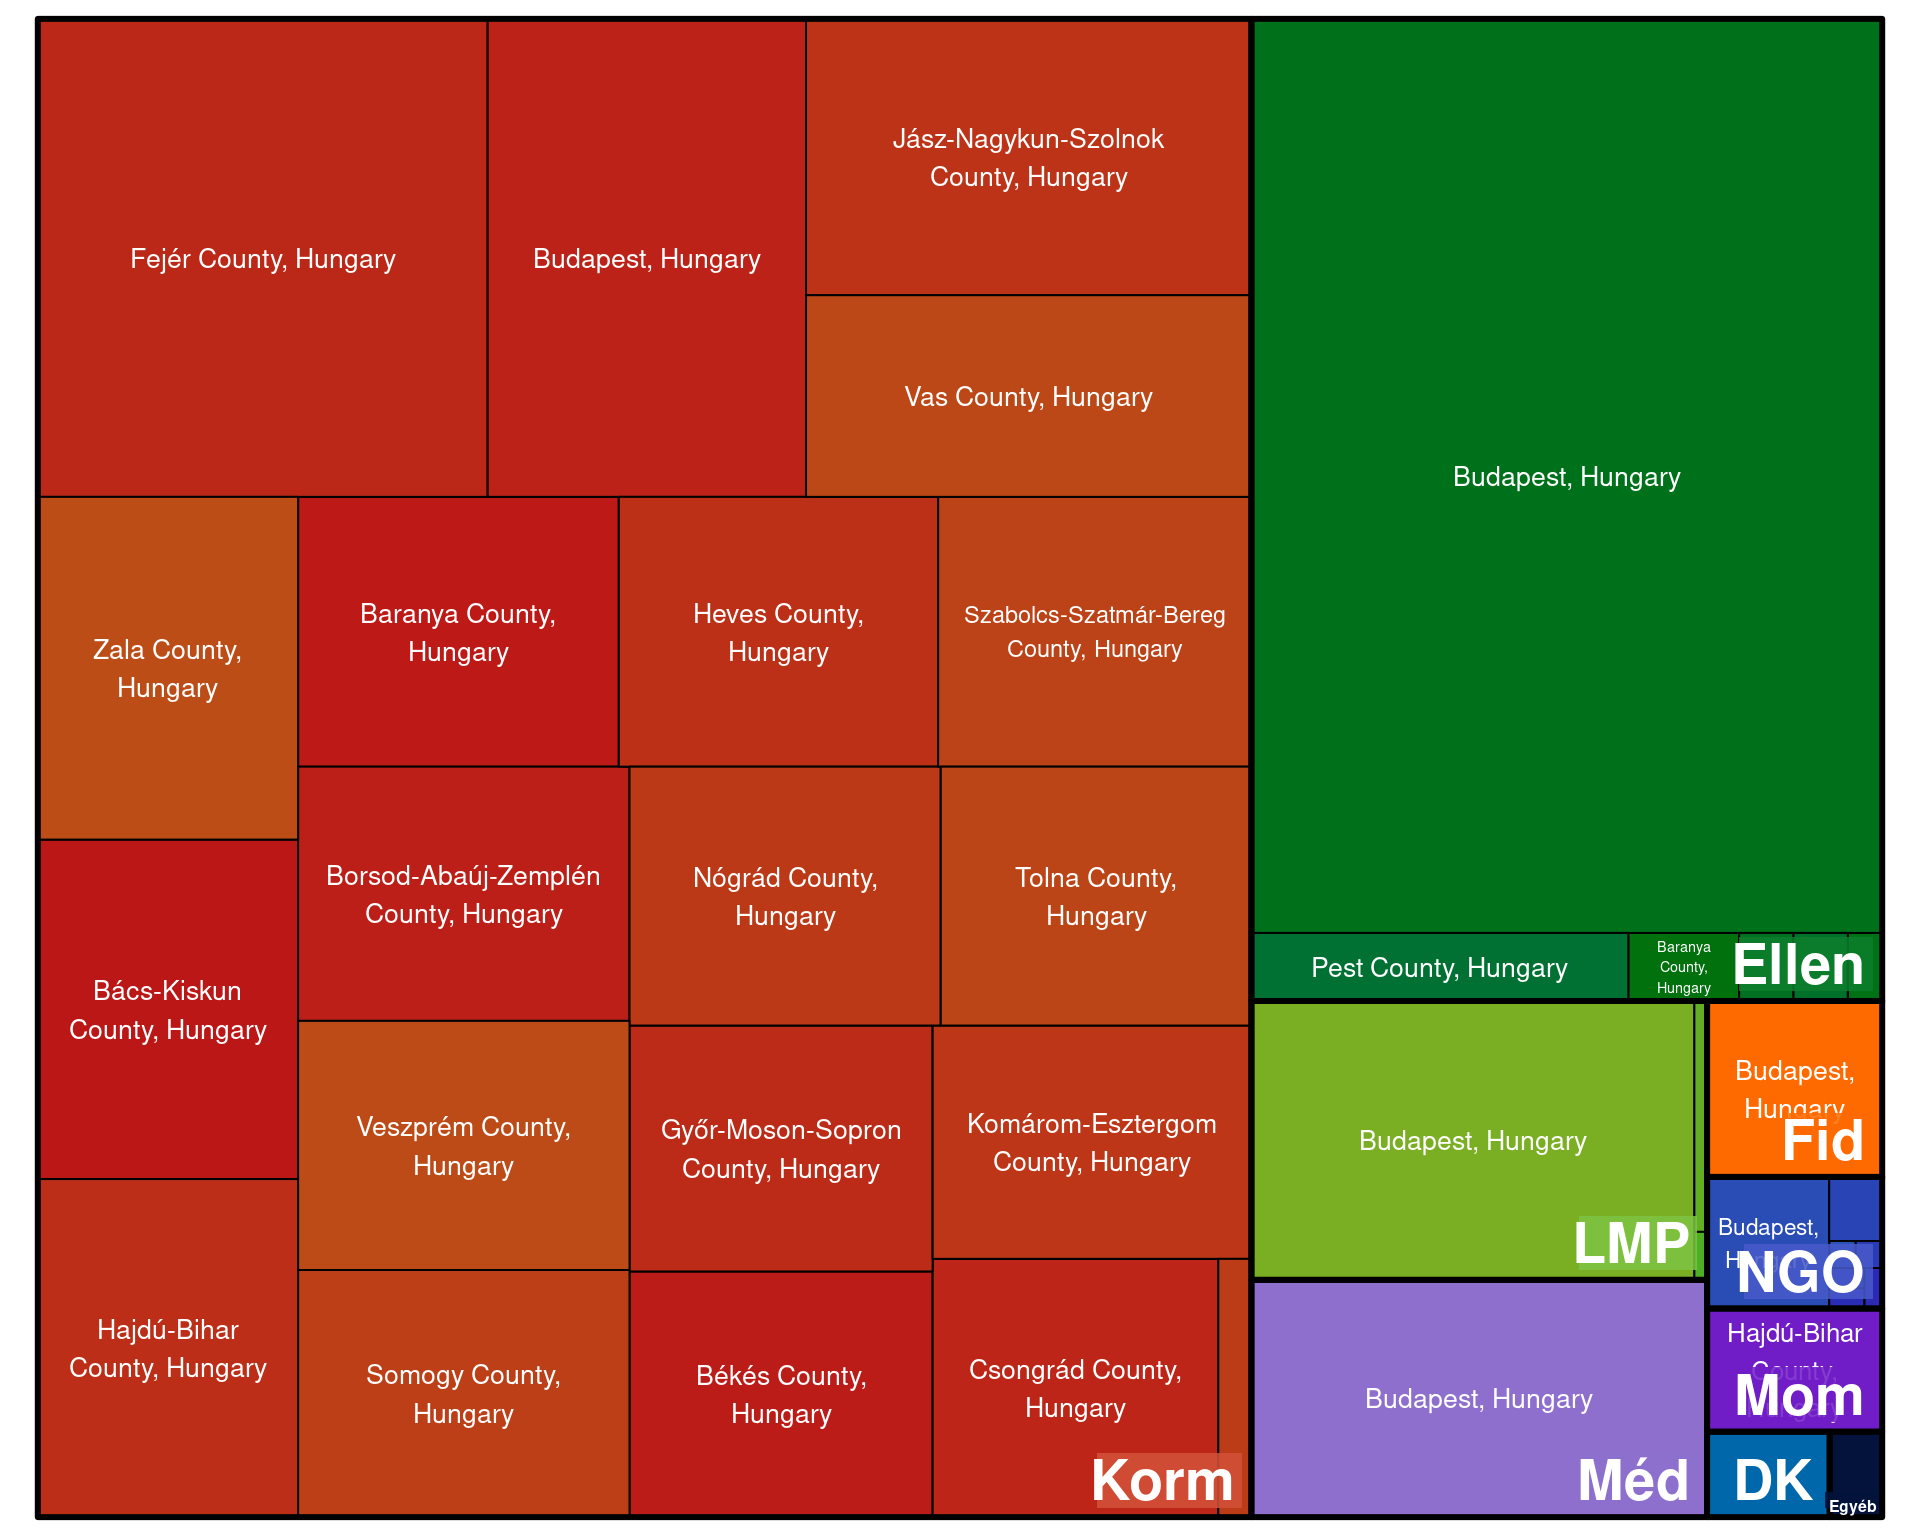 Fejér County, Hungary
Budapest, Hungary
Jász-Nagykun-Szolnok
County, Hungary
Vas County, Hungary
Zala County,
Hungary
Baranya County,
Hungary
Heves County,
Hungary
Szabolcs-Szatmár-Bereg
County, Hungary
Bács-Kiskun
County, Hungary
Borsod-Abaúj-Zemplén
County, Hungary
Nógrád County,
Hungary
Tolna County,
Hungary
Hajdú-Bihar
County, Hungary
Veszprém County,
Hungary
Győr-Moson-Sopron
County, Hungary
Komárom-Esztergom
County, Hungary
Somogy County,
Hungary
Békés County,
Hungary
Csongrád County,
Hungary
Korm
Budapest, Hungary
Pest County, Hungary
Baranya
County,
Hungary
Ellen
Budapest, Hungary
LMP
Budapest, Hungary
Méd
Budapest,
Hungary
Fid
Budapest,
Hungary
NGO
Hajdú-Bihar
County,
Hungary
Mom
DK
Egyéb